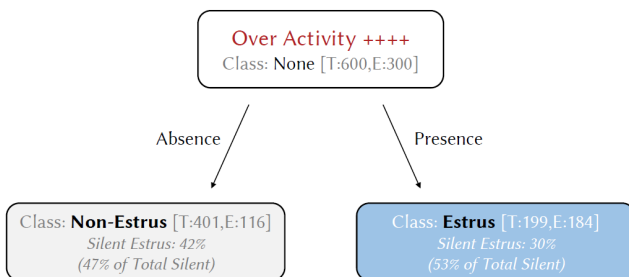 Over Activity ++++
Class: None [T:600,E:300]
Absence
Presence
Class: Non-Estrus [T:401,E:116]
Silent Estrus: 42%
(47% of Total Silent)
Class: Estrus [T:199,E:184]
Silent Estrus: 30%
(53% of Total Silent)